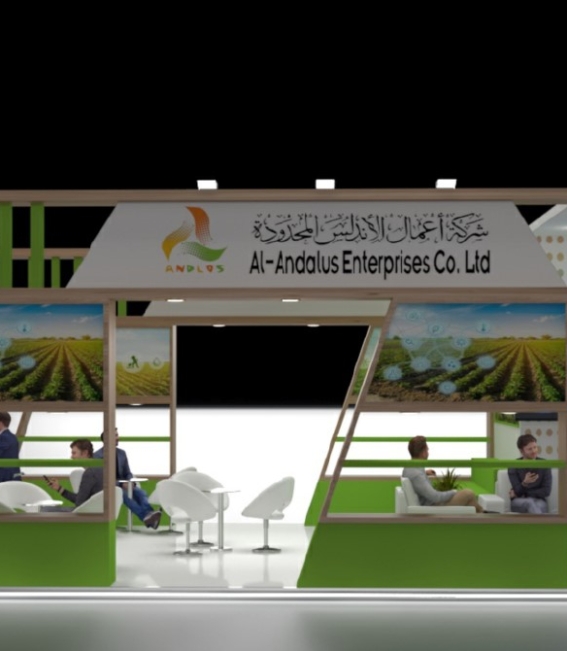 شركة أعمال الأندلس المحدودة
Al-Andalus Enterprises Co. Ltd
ANDLUS